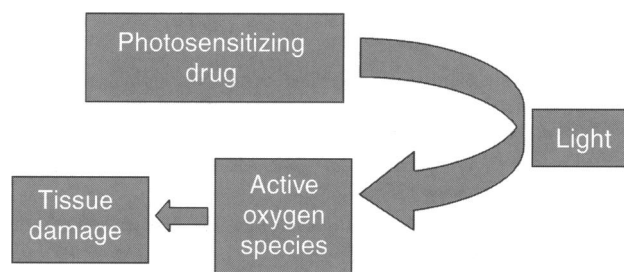 Photosensitizing
drug
Light
Active
oxygen
species
Tissue
damage